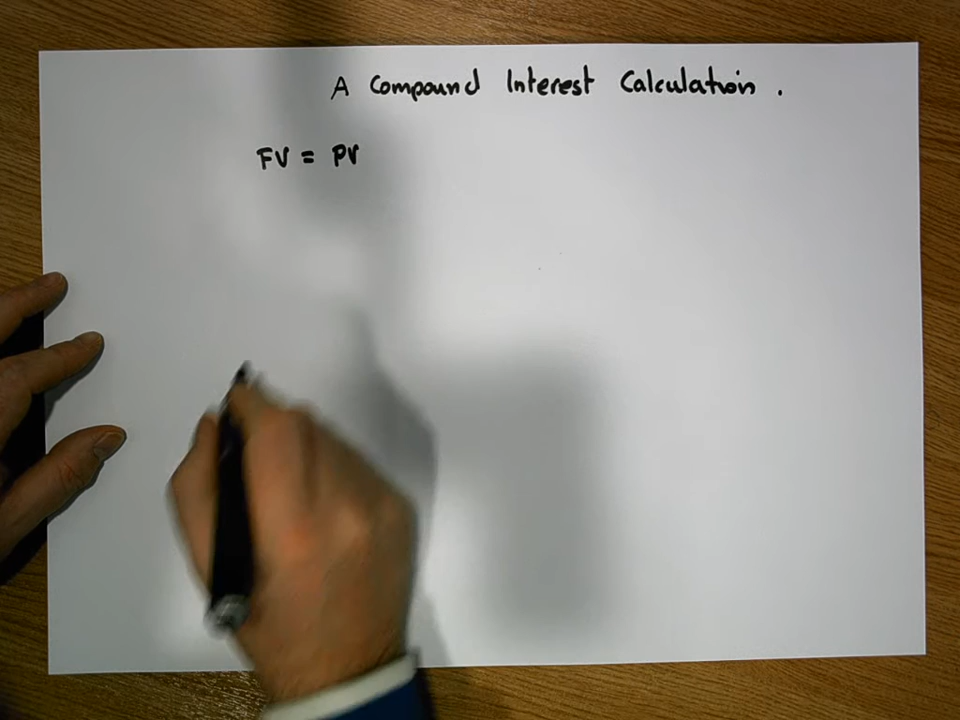 A Compound Interest Calculation .
FV = PV